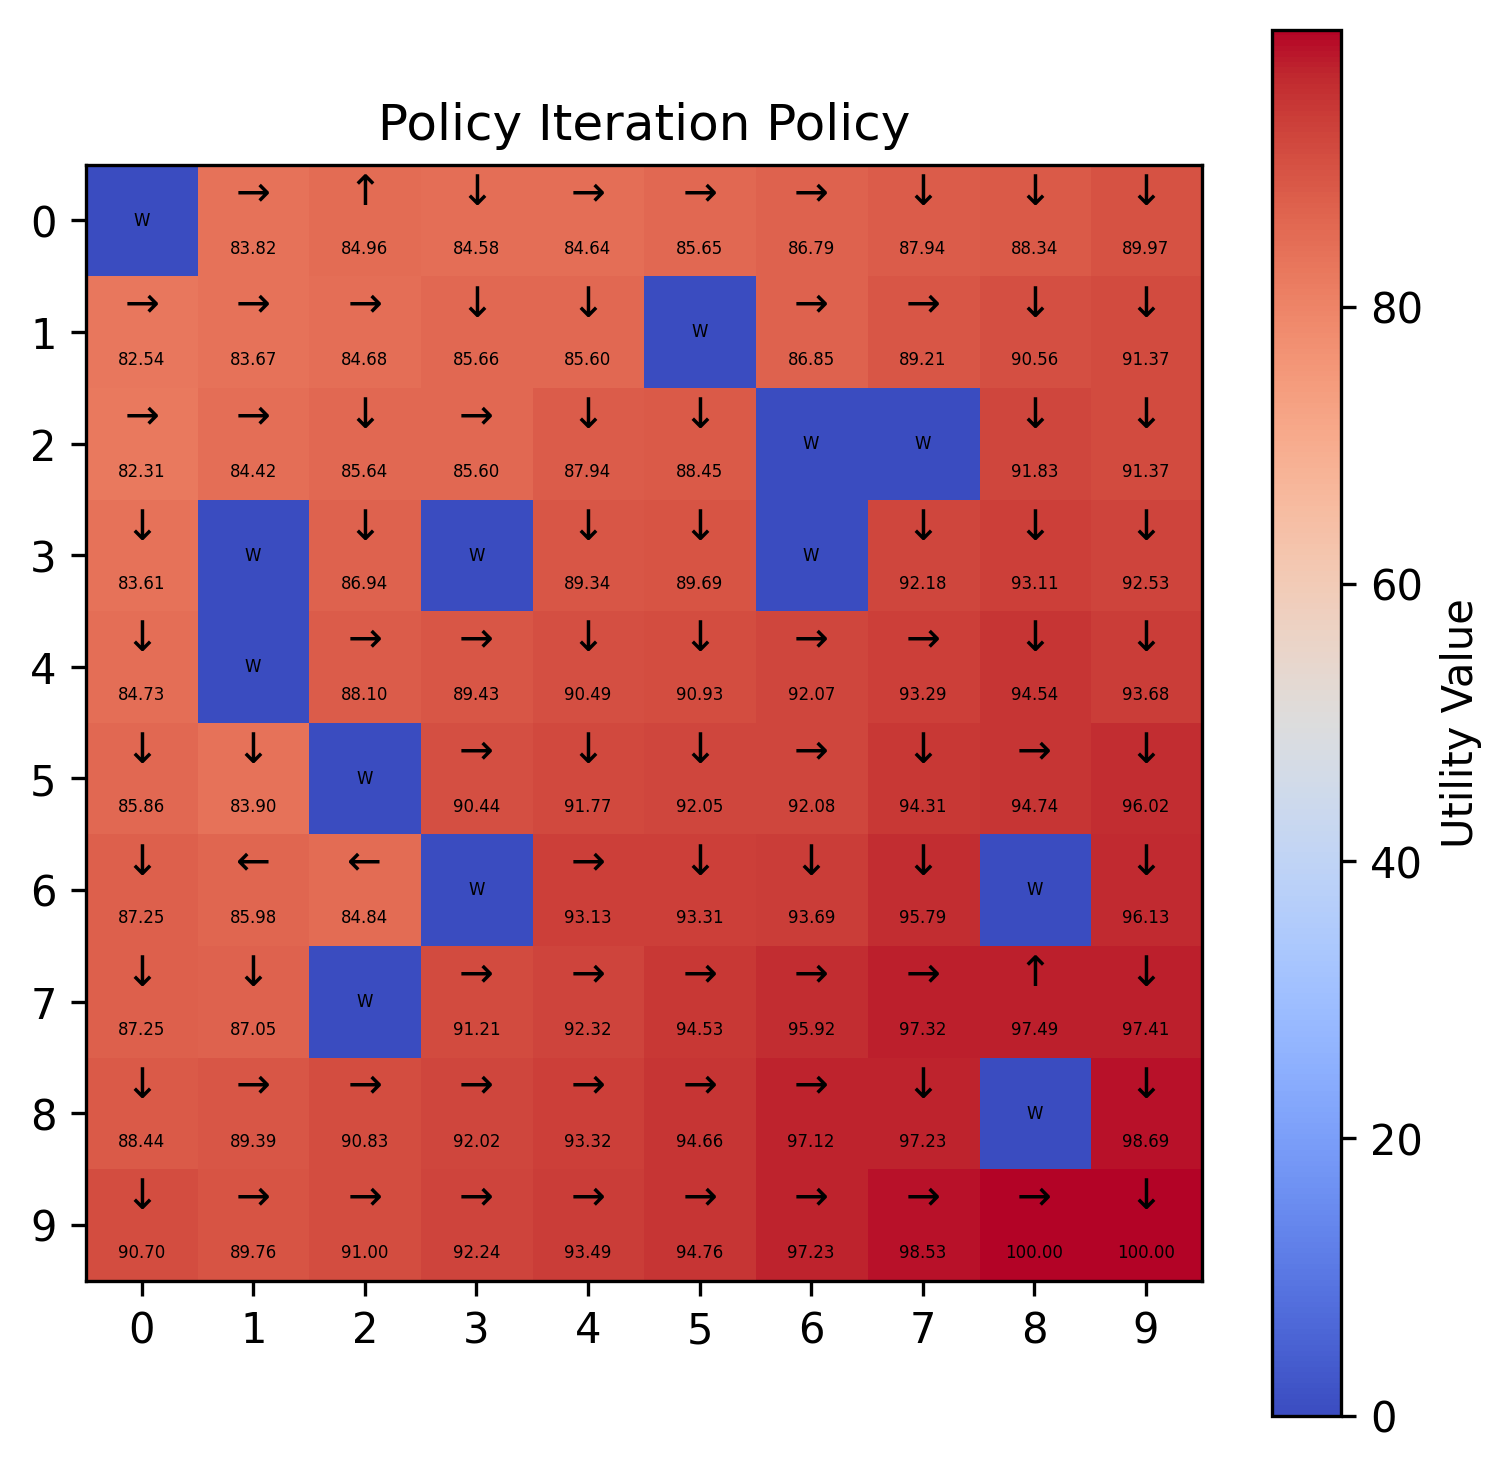 Policy Iteration Policy
0 W → ↑ ↓ → → → ↓ ↓ ↓
83.82 84.96 84.58 84.64 85.65 86.79 87.94 88.34 89.97
1 → → → ↓ ↓ W → → ↓ ↓
82.54 83.67 84.68 85.66 85.60 86.85 89.21 90.56 91.37
2 → → ↓ → ↓ ↓ W W ↓ ↓
82.31 84.42 85.64 85.60 87.94 88.45 91.83 91.37
3 ↓ W ↓ W ↓ ↓ W ↓ ↓ ↓
83.61 86.94 89.34 89.69 92.18 93.11 92.53
4 ↓ W → → ↓ ↓ → → ↓ ↓
84.73 88.10 89.43 90.49 90.93 92.07 93.29 94.54 93.68
5 ↓ ↓ W → ↓ ↓ → ↓ → ↓
85.86 83.90 90.44 91.77 92.05 92.08 94.31 94.74 96.02
6 ↓ ← ← W → ↓ ↓ ↓ W ↓
87.25 85.98 84.84 93.13 93.31 93.69 95.79 96.13
7 ↓ ↓ W → → → → → ↑ ↓
87.25 87.05 91.21 92.32 94.53 95.92 97.32 97.49 97.41
8 ↓ → → → → → → ↓ W ↓
88.44 89.39 90.83 92.02 93.32 94.66 97.12 97.23 98.69
9 ↓ → → → → → → → → ↓
90.70 89.76 91.00 92.24 93.49 94.76 97.23 98.53 100.00 100.00
0 1 2 3 4 5 6 7 8 9
80
60
40
20
0
Utility Value